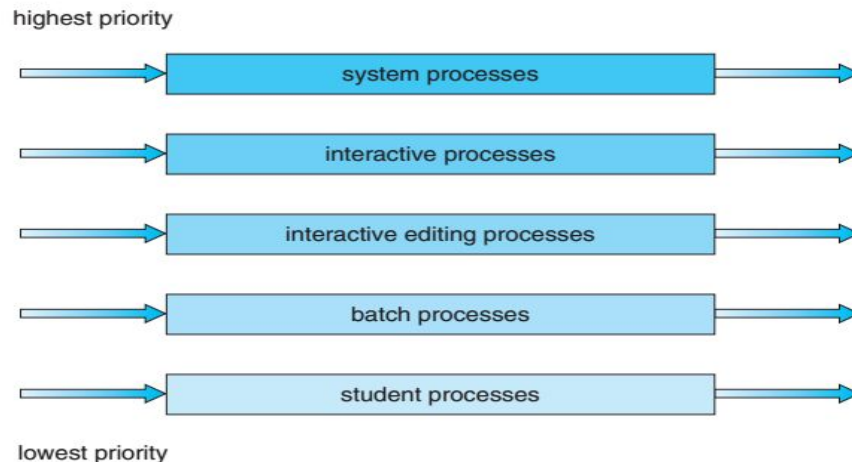 highest priority
system processes
interactive processes
interactive editing processes
batch processes
student processes
lowest priority